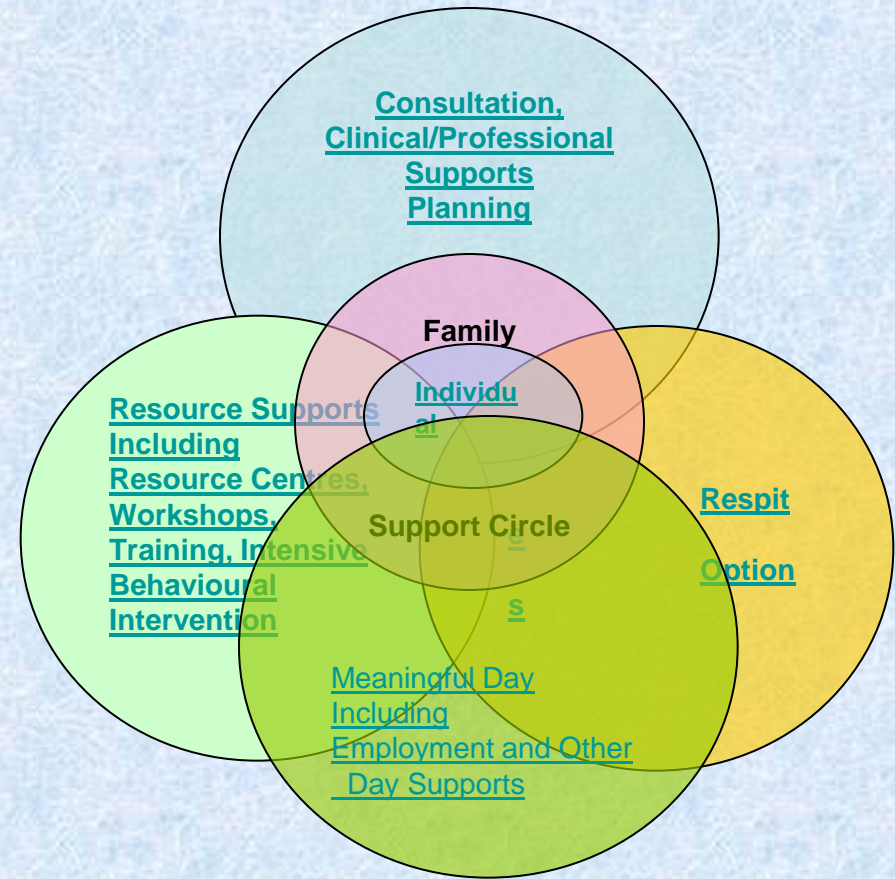 Consultation,
Clinical/Professional
Supports
Planning
Family
Individu
al
Resource Supports
Including
Resource Centres,
Workshops,
Training, Intensive
Behavioural
Intervention
Support Circle
Respit
e
Option
s
Meaningful Day
Including
Employment and Other
Day Supports